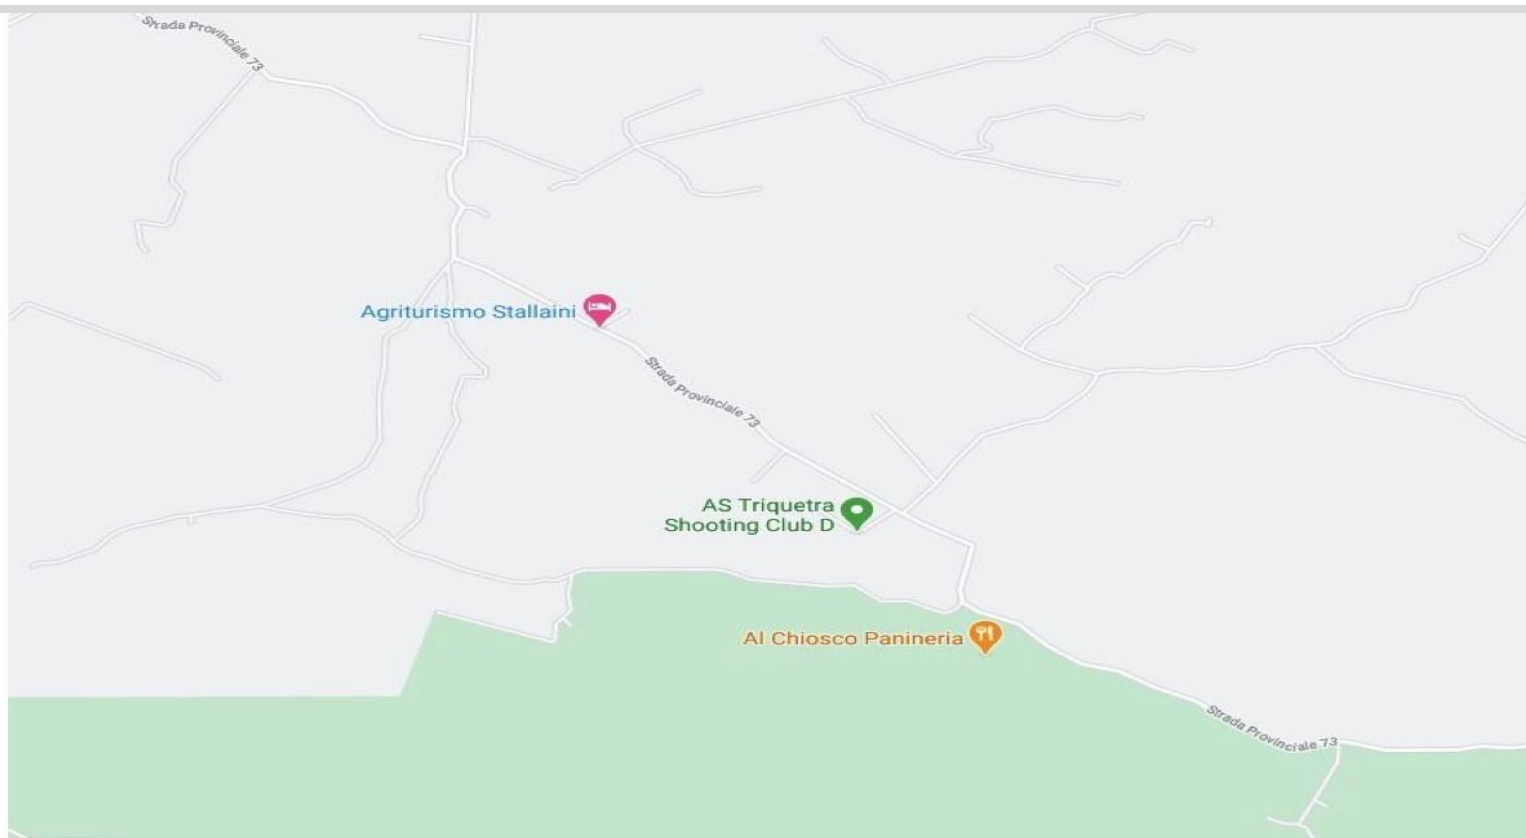 Strada Provinciale 73
Agriturismo Stallaini
Strada Provinciale 73
AS Triquetra
Shooting Club D
Al Chiosco Panineria
Strada Provinciale 73